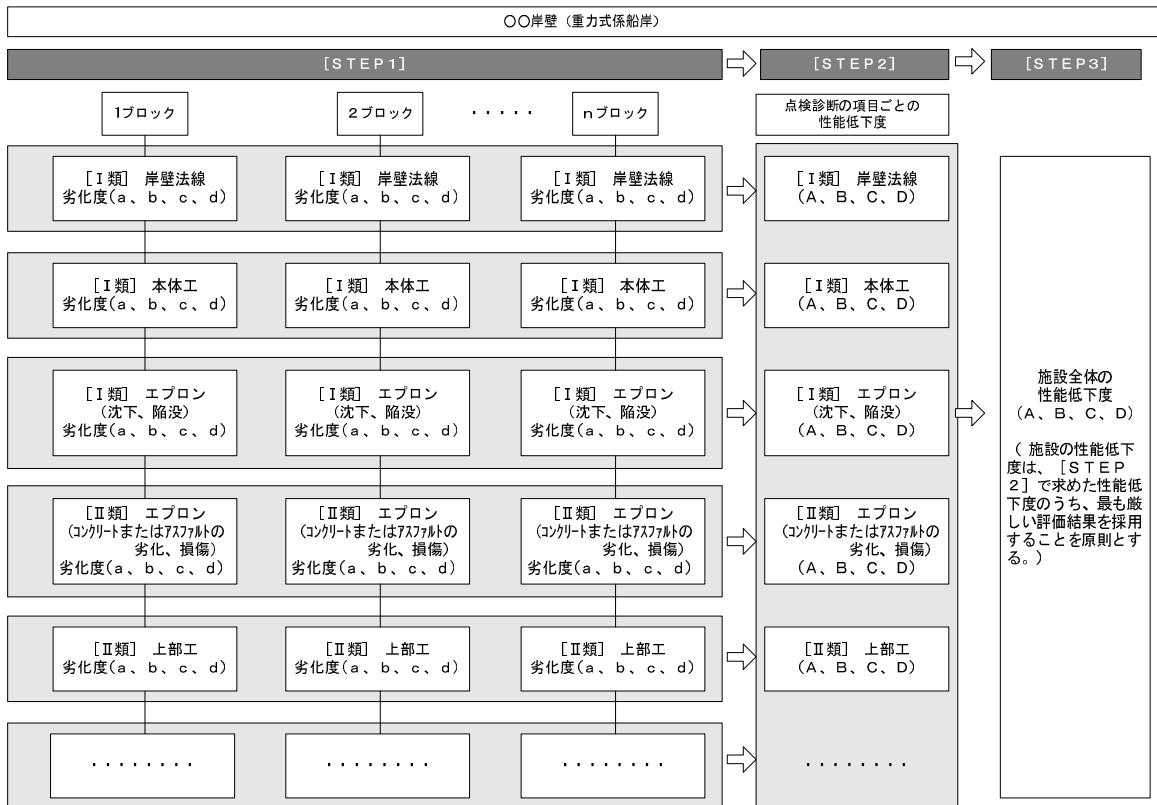 〇〇岸壁（重力式係船岸）
[ＳＴＥＰ１]
[ＳＴＥＰ２]
[ＳＴＥＰ３]
１ブロック
２ブロック
・・・・・
ｎブロック
点検診断の項目ごとの
性能低下度
［Ⅰ類］ 岸壁法線
劣化度(ａ、ｂ、ｃ、ｄ)
［Ⅰ類］ 岸壁法線
劣化度(ａ、ｂ、ｃ、ｄ)
［Ⅰ類］ 岸壁法線
劣化度(ａ、ｂ、ｃ、ｄ)
［Ⅰ類］ 岸壁法線
(Ａ、Ｂ、Ｃ、Ｄ)
［Ⅰ類］ 本体工
劣化度(ａ、ｂ、ｃ、ｄ)
［Ⅰ類］ 本体工
劣化度(ａ、ｂ、ｃ、ｄ)
［Ⅰ類］ 本体工
劣化度(ａ、ｂ、ｃ、ｄ)
［Ⅰ類］ 本体工
(Ａ、Ｂ、Ｃ、Ｄ)
［Ⅰ類］ エプロン
(沈下、陥没)
劣化度(ａ、ｂ、ｃ、ｄ)
［Ⅰ類］ エプロン
(沈下、陥没)
劣化度(ａ、ｂ、ｃ、ｄ)
［Ⅰ類］ エプロン
(沈下、陥没)
劣化度(ａ、ｂ、ｃ、ｄ)
［Ⅰ類］ エプロン
(沈下、陥没)
(Ａ、Ｂ、Ｃ、Ｄ)
［Ⅱ類］ エプロン
(ｺﾝｸﾘｰﾄまたはｱｽﾌｧﾙﾄの
劣化、損傷)
劣化度(ａ、ｂ、ｃ、ｄ)
［Ⅱ類］ エプロン
(ｺﾝｸﾘｰﾄまたはｱｽﾌｧﾙﾄの
劣化、損傷)
劣化度(ａ、ｂ、ｃ、ｄ)
［Ⅱ類］ エプロン
(ｺﾝｸﾘｰﾄまたはｱｽﾌｧﾙﾄの
劣化、損傷)
劣化度(ａ、ｂ、ｃ、ｄ)
［Ⅱ類］ エプロン
(ｺﾝｸﾘｰﾄまたはｱｽﾌｧﾙﾄの
劣化、損傷)
(Ａ、Ｂ、Ｃ、Ｄ)
［Ⅱ類］ 上部工
劣化度(ａ、ｂ、ｃ、ｄ)
［Ⅱ類］ 上部工
劣化度(ａ、ｂ、ｃ、ｄ)
［Ⅱ類］ 上部工
劣化度(ａ、ｂ、ｃ、ｄ)
［Ⅱ類］ 上部工
(Ａ、Ｂ、Ｃ、Ｄ)
・・・・・・・・
・・・・・・・・
・・・・・・・・
・・・・・・・・
施設全体の
性能低下度
（Ａ、Ｂ、Ｃ、Ｄ）
（ 施設の性能低下
度は、［ＳＴＥＰ
２］で求めた性能低
下度のうち、最も厳
しい評価結果を採用
することを原則とす
る。）